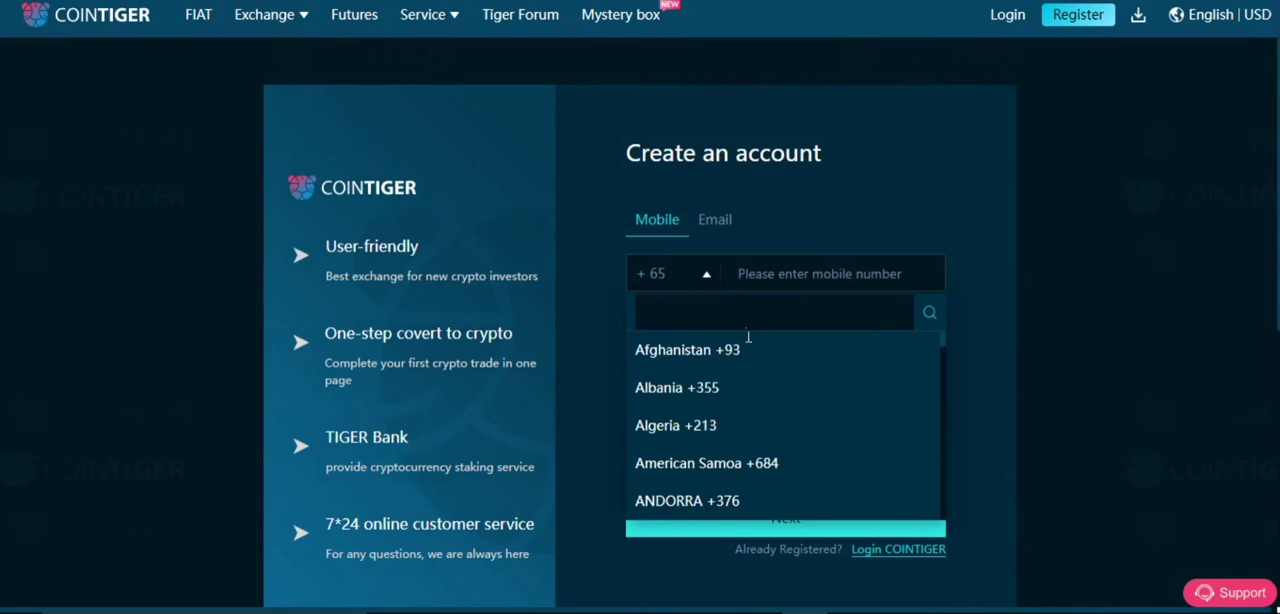 COINTIGER FIAT Exchange Futures Service Tiger Forum Mystery box NEW Login Register English | USD
Create an account
COINTIGER
Mobile Email
User-friendly
Best exchange for new crypto investors
+ 65 Please enter mobile number
One-step covert to crypto
Complete your first crypto trade in one
page
Afghanistan +93
Albania +355
Algeria +213
American Samoa +684
ANDORRA +376
TIGER Bank
provide cryptocurrency staking service
7*24 online customer service
For any questions, we are always here
Next
Already Registered? Login COINTIGER
Support